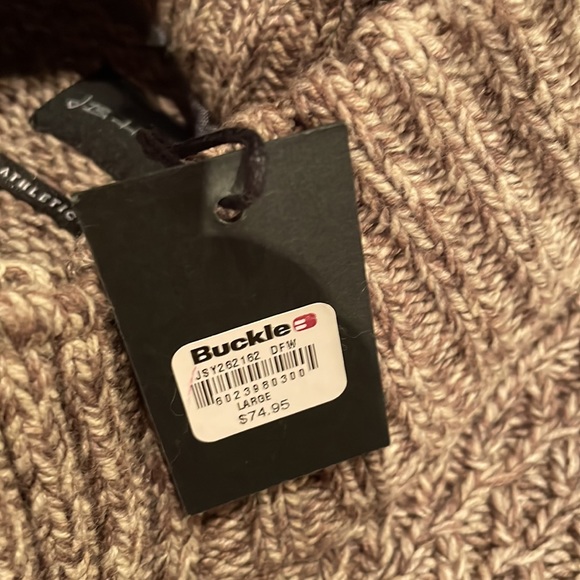 ATHLETIC
Buckle
JSY262162 DFW
6023980300
LARGE
$74.95